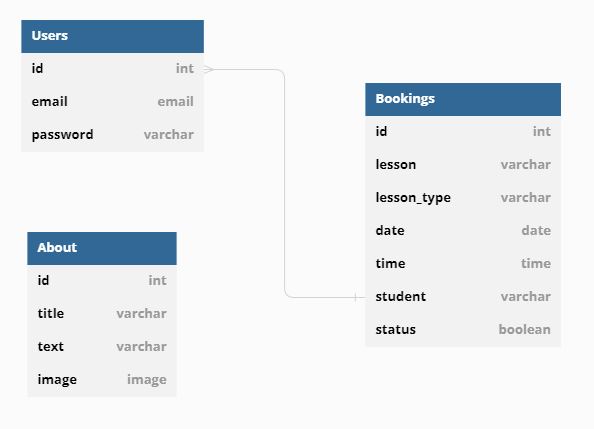 Users
id int
email email
password varchar
Bookings
id int
lesson varchar
lesson_type varchar
date date
time time
student varchar
status boolean
About
id int
title varchar
text varchar
image image